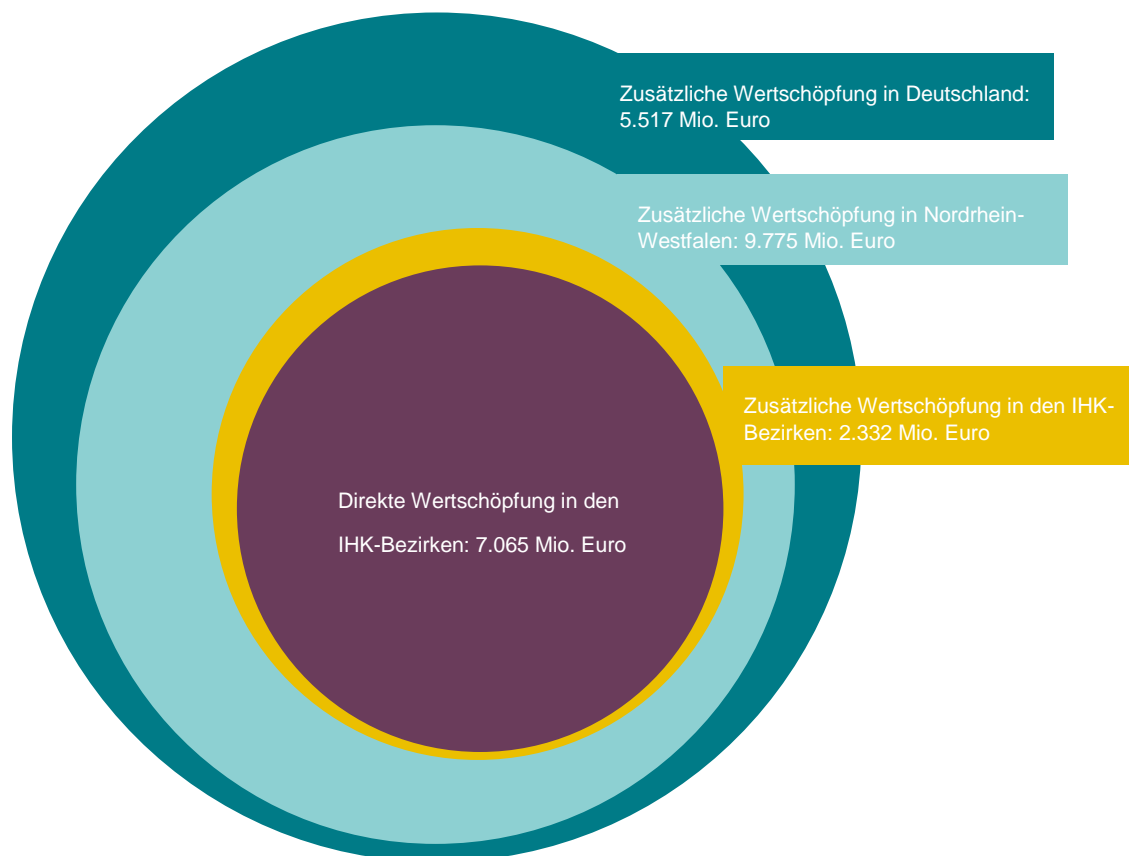 Zusätzliche Wertschöpfung in Deutschland:
5.517 Mio. Euro
Zusätzliche Wertschöpfung in Nordrhein-
Westfalen: 9.775 Mio. Euro
Zusätzliche Wertschöpfung in den IHK-
Bezirken: 2.332 Mio. Euro
Direkte Wertschöpfung in den
IHK-Bezirken: 7.065 Mio. Euro